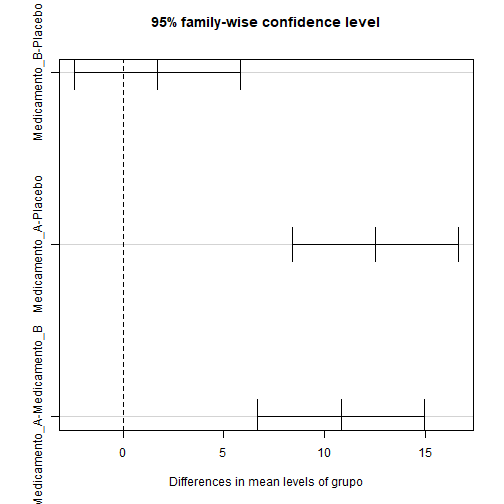 95% family-wise confidence level
Medicamento_B-Placebo
Medicamento_A-Placebo
Medicamento_A-Medicamento_B
0 5 10 15
Differences in mean levels of grupo